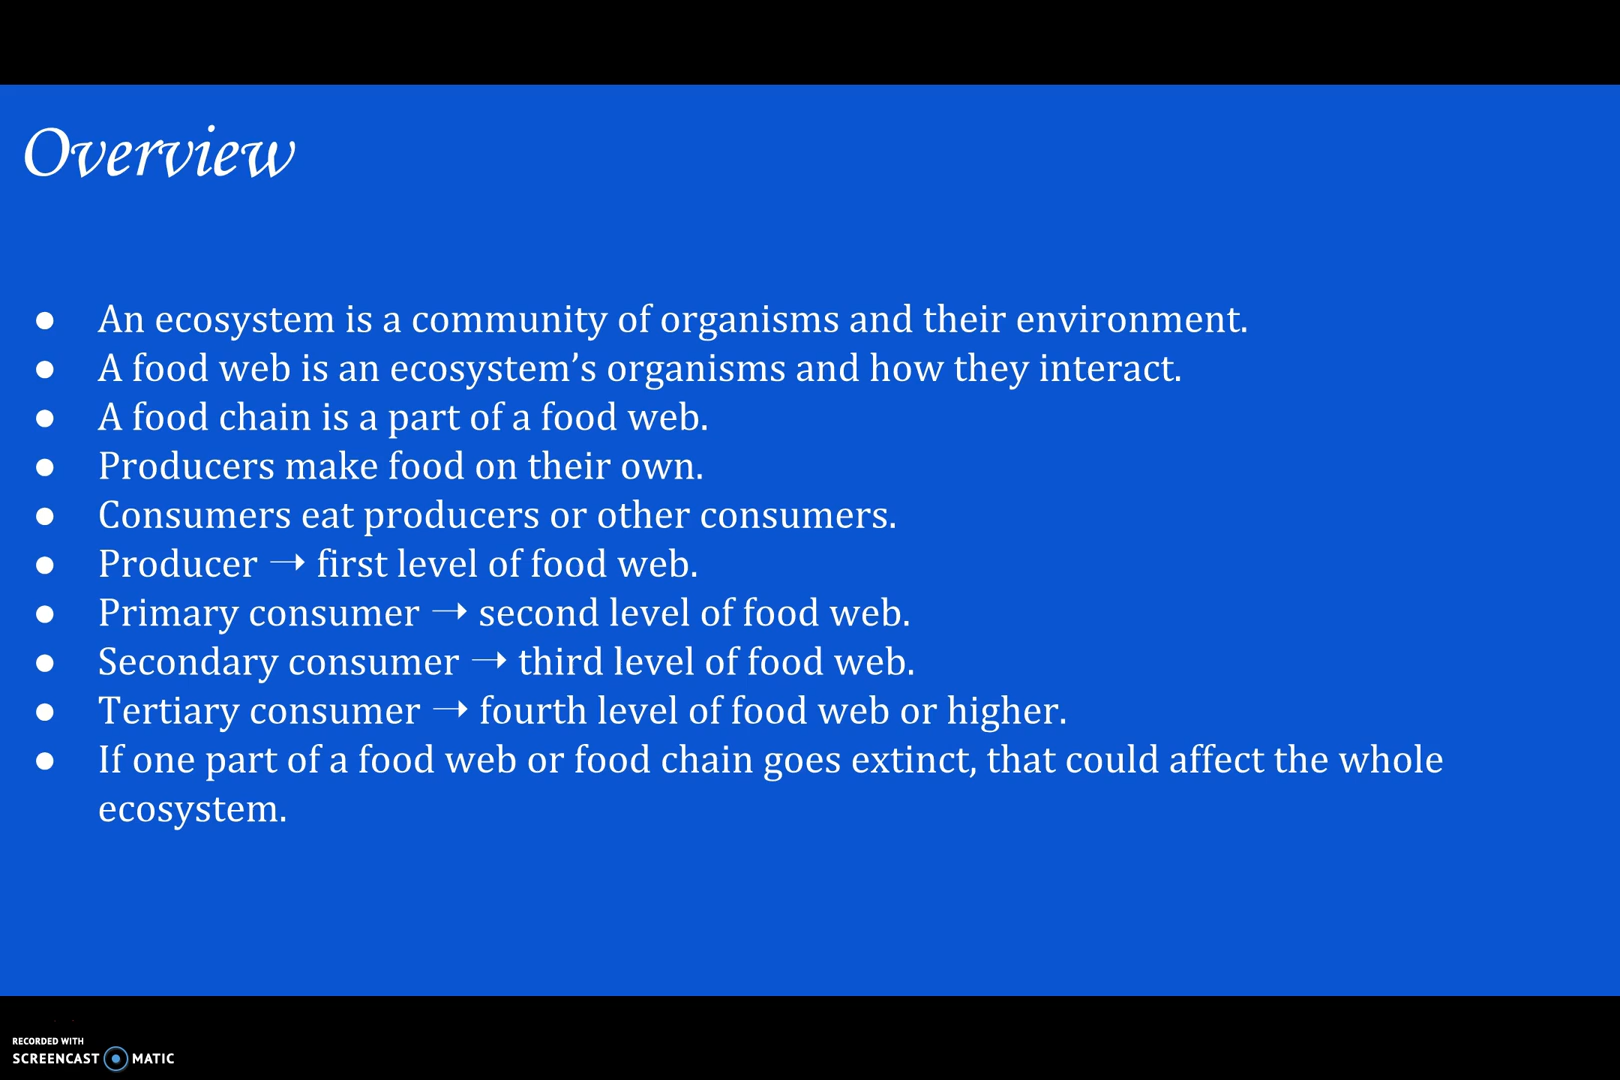 Overview
● An ecosystem is a community of organisms and their environment.
● A food web is an ecosystem’s organisms and how they interact.
● A food chain is a part of a food web.
● Producers make food on their own.
● Consumers eat producers or other consumers.
● Producer → first level of food web.
● Primary consumer → second level of food web.
● Secondary consumer → third level of food web.
● Tertiary consumer → fourth level of food web or higher.
● If one part of a food web or food chain goes extinct, that could affect the whole
ecosystem.
RECORDED WITH
SCREENCAST MATIC